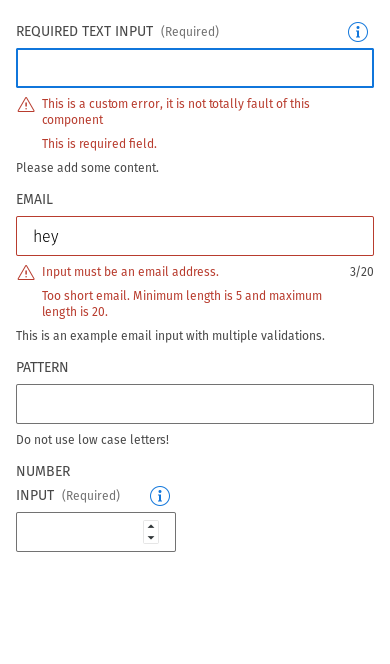 REQUIRED TEXT INPUT (Required)
This is a custom error, it is not totally fault of this
component
This is required field.
Please add some content.
EMAIL
hey
Input must be an email address. 3/20
Too short email. Minimum length is 5 and maximum
length is 20.
This is an example email input with multiple validations.
PATTERN
Do not use low case letters!
NUMBER
INPUT (Required)